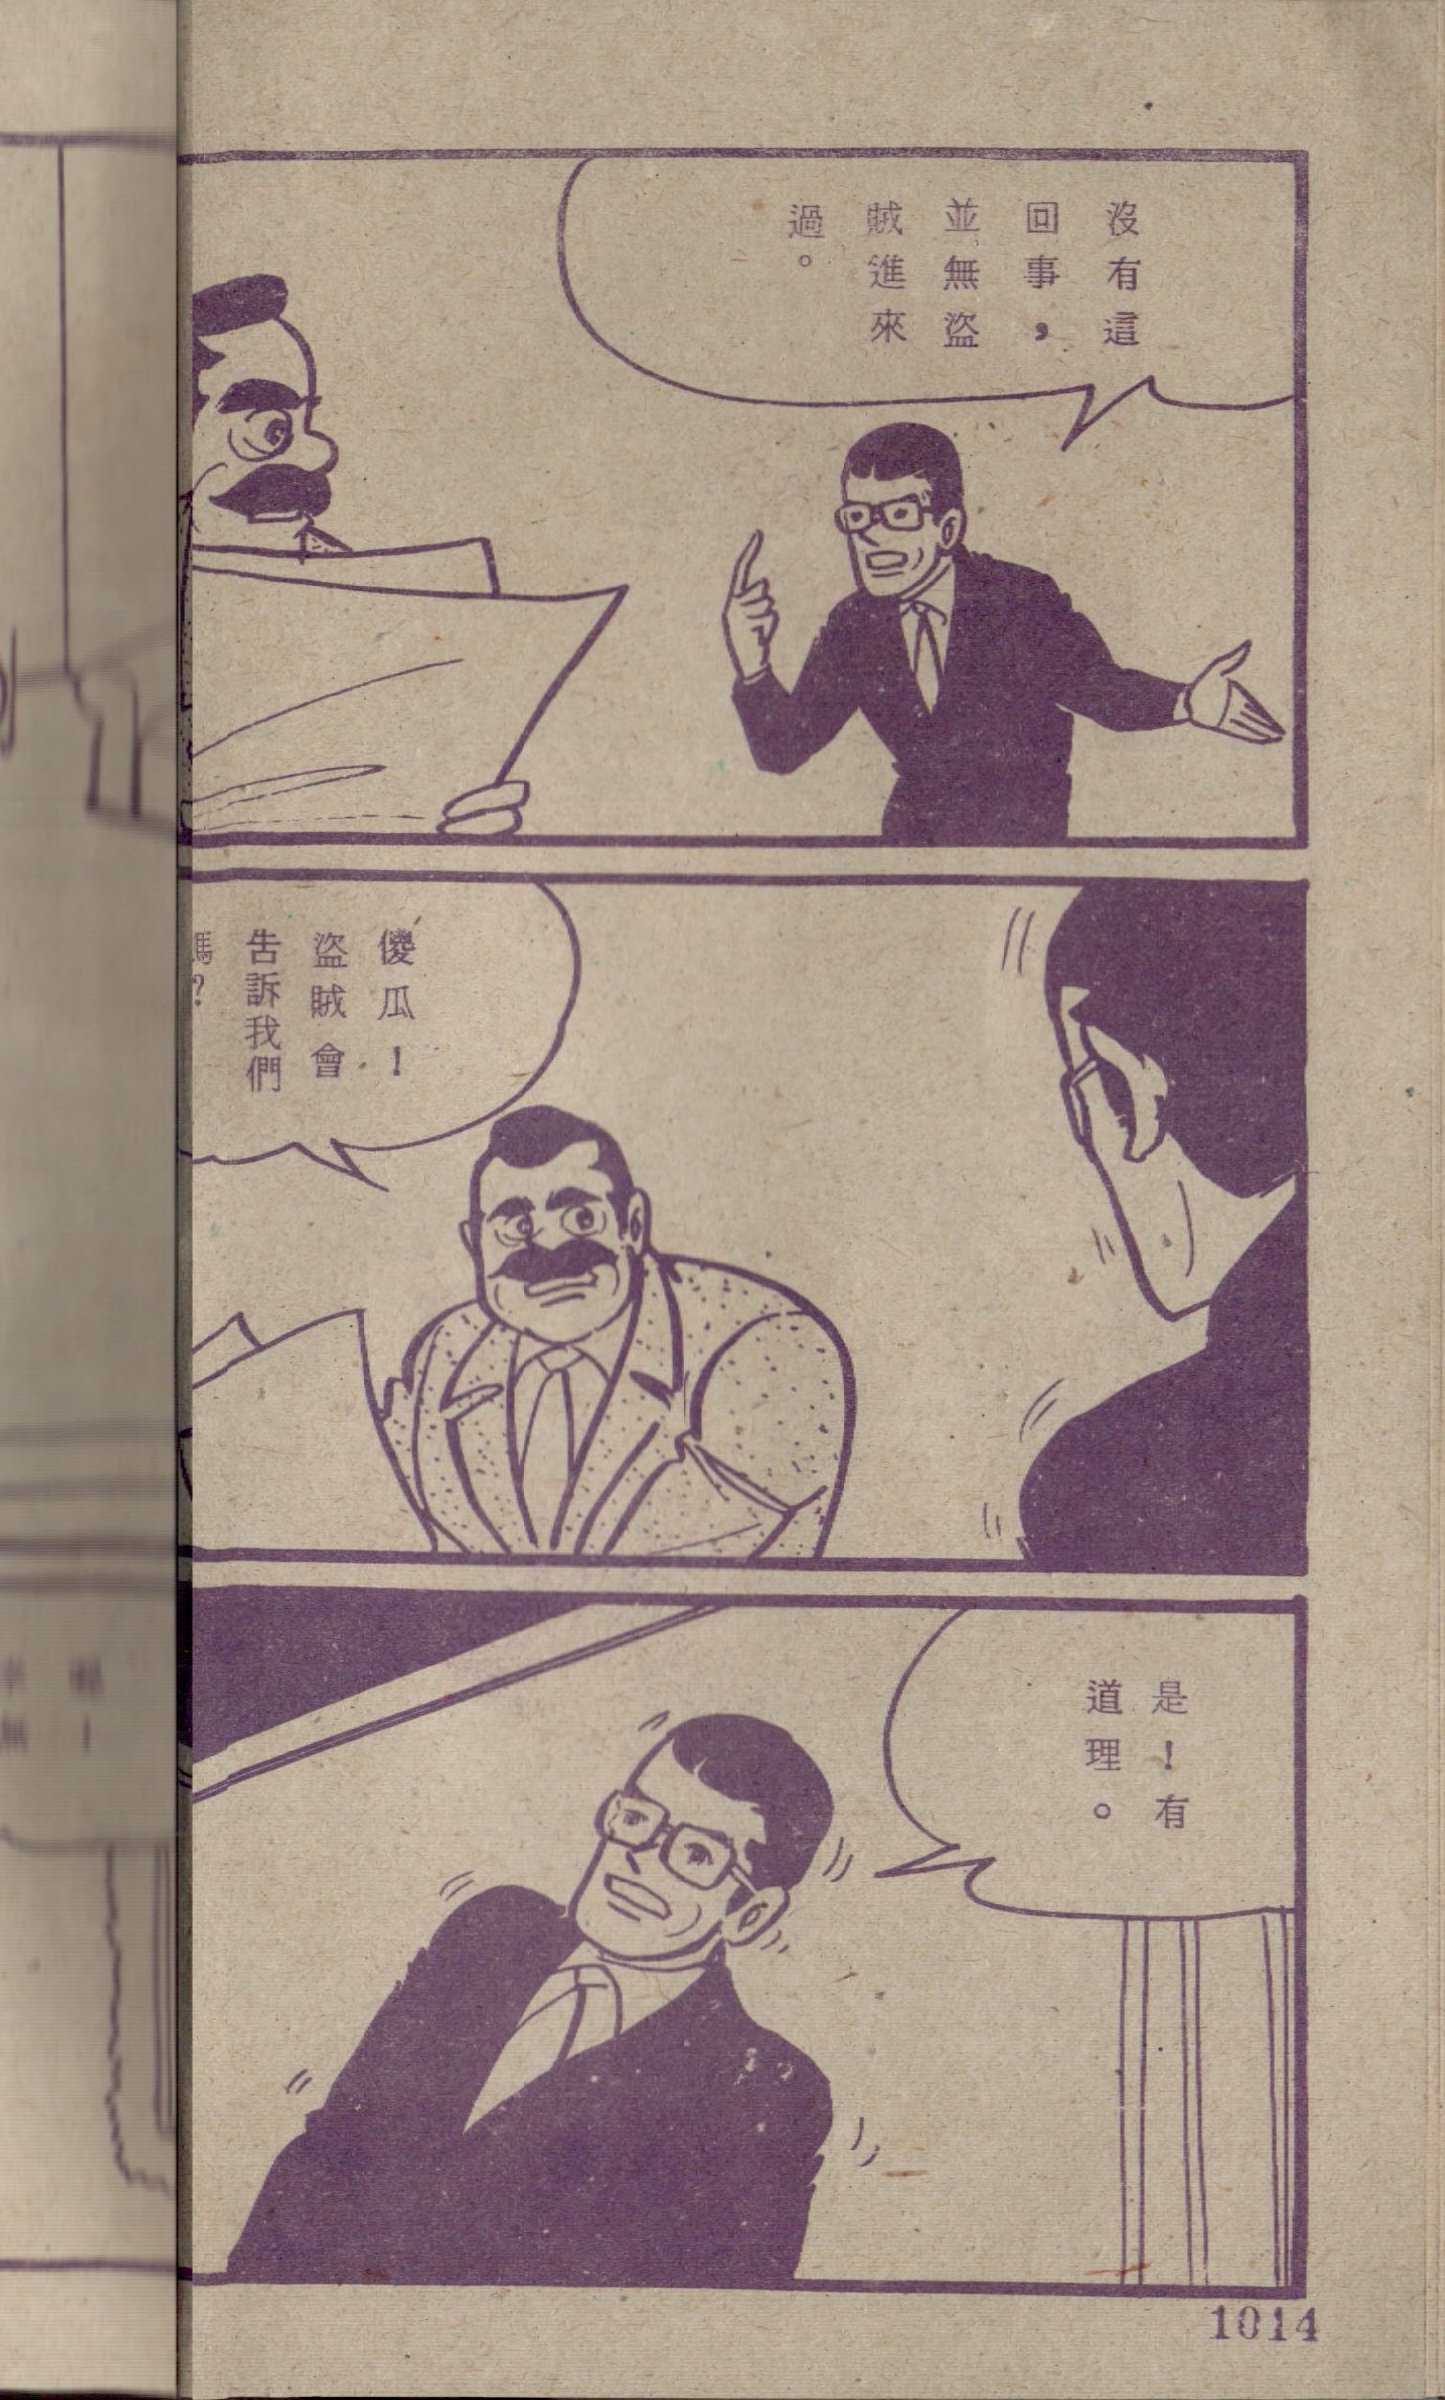 沒有這
回事，
並無盜
賊進來
過。
傻瓜！
盜賊會
告訴我們
嗎？
是！有
道理。
1014